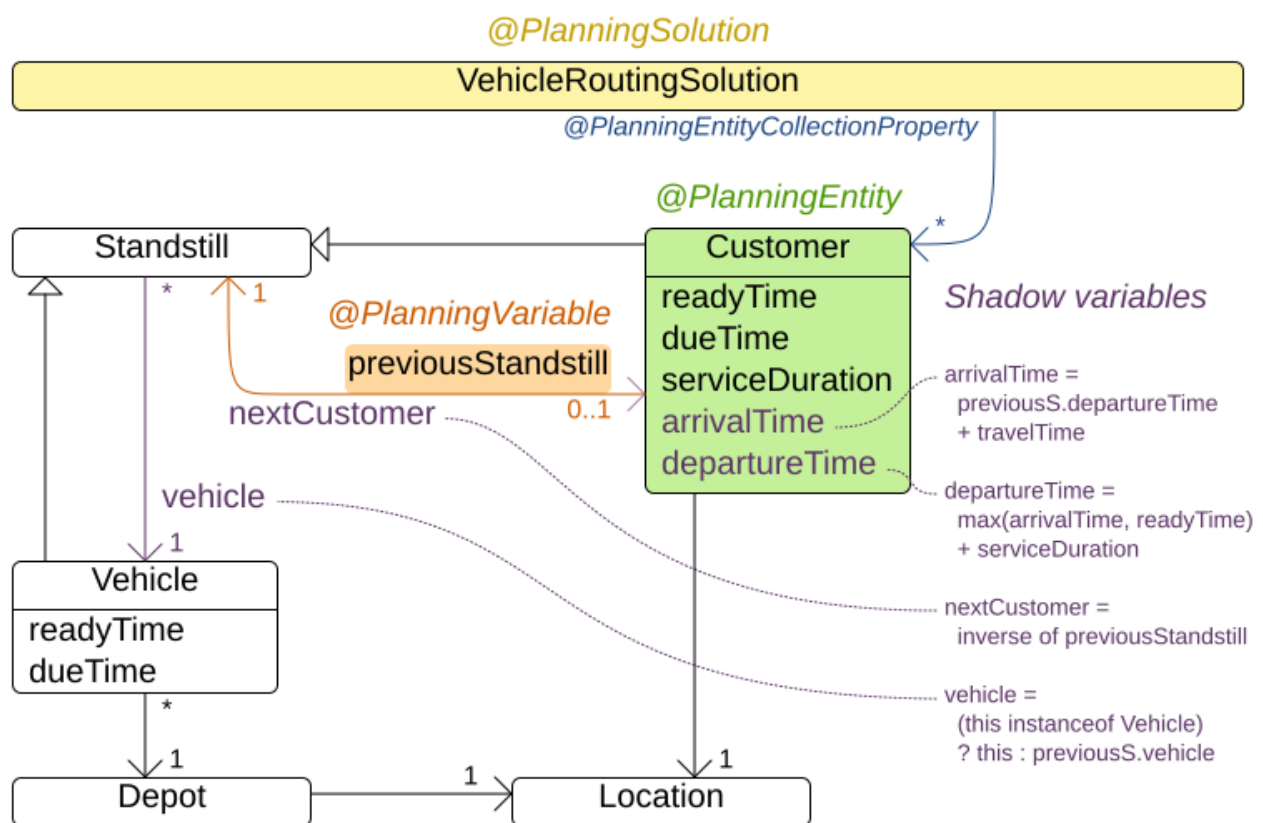 @PlanningSolution
VehicleRoutingSolution
@PlanningEntityCollectionProperty
@PlanningEntity
*
Standstill
Customer
*
1
@PlanningVariable
previousStandstill
0..1
nextCustomer
vehicle
1
readyTime
dueTime
serviceDuration
arrivalTime
departureTime
Shadow variables
arrivalTime =
previousS.departureTime
+ travelTime
departureTime =
max(arrivalTime, readyTime)
+ serviceDuration
nextCustomer =
inverse of previousStandstill
vehicle =
(this instanceof Vehicle)
? this : previousS.vehicle
Vehicle
readyTime
dueTime
*
1
1
1
Depot
Location